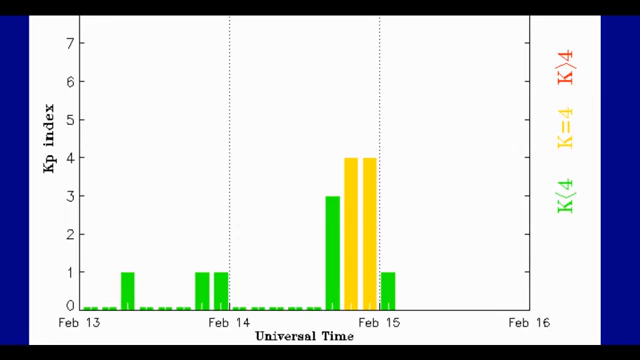 7
6
5
4
3
2
1
0
Kp index
Feb 13
Feb 14
Feb 15
Feb 16
Universal Time
K>4
K=4
K<4